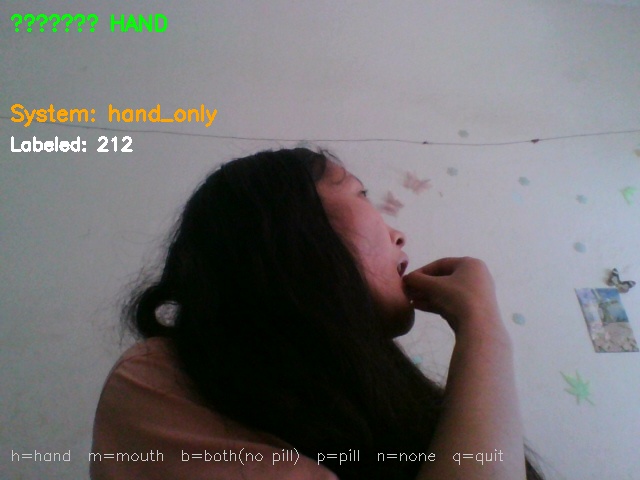 ??????? HAND
System: hand_only
Labeled: 212
h=hand m=mouth b=both(no pill) p=pill n=none q=quit